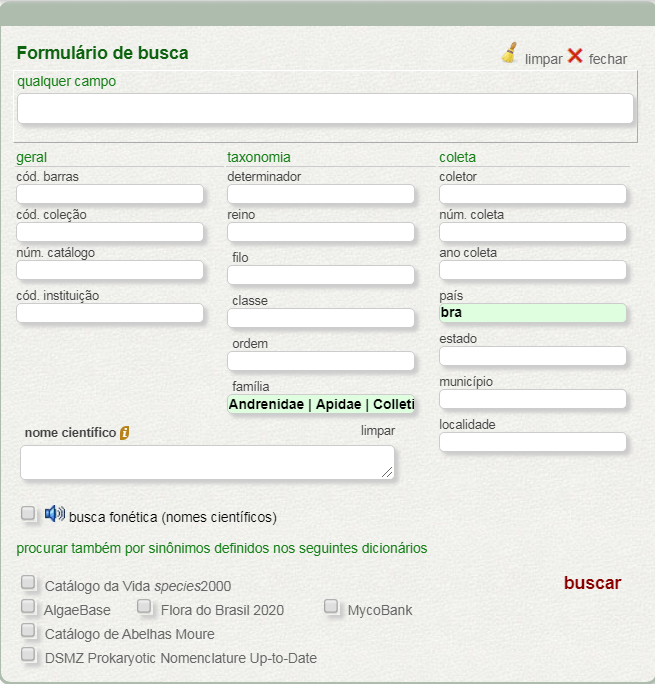 Formulário de busca
limpar fechar
qualquer campo
geral taxonomia coleta
cód. barras determinador coletor
cód. coleção reino núm. coleta
núm. catálogo filo ano coleta
cód. instituição classe país
bra
ordem estado
família município
Andrenidae | Apidae | Colleti
nome científico i limpar localidade
busca fonética (nomes científicos)
procurar também por sinônimos definidos nos seguintes dicionários
Catálogo da Vida species2000 buscar
AlgaeBase Flora do Brasil 2020 MycoBank
Catálogo de Abelhas Moure
DSMZ Prokaryotic Nomenclature Up-to-Date